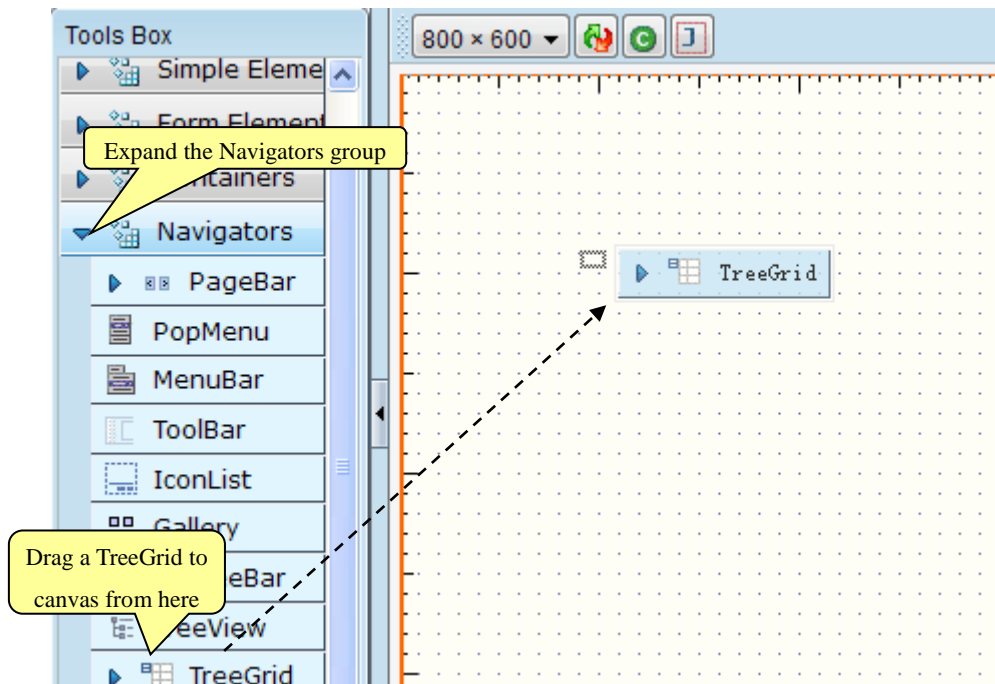 Tools Box
800 × 600
C
J
Simple Eleme
Form Element
Expand the Navigators group
ntainers
Navigators
PageBar
TreeGrid
PopMenu
MenuBar
ToolBar
IconList
Gallery
Drag a TreeGrid to
canvas from here
eBar
eeView
TreeGrid